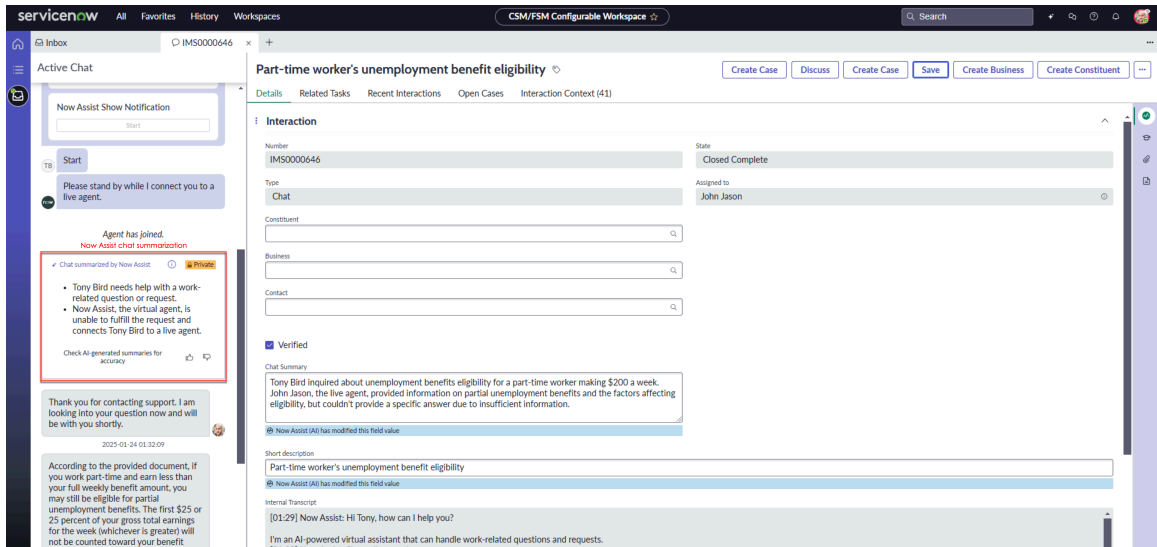 servicenow All Favorites History Workspaces CSM/FSM Configurable Workspace Search
Inbox IMS0000646
Active Chat
Now Assist Show Notification
Start
TB Start
Please stand by while I connect you to a
live agent.
now
Agent has joined.
Now Assist chat summarization
Chat summarized by Now Assist Private
Tony Bird needs help with a work-
related question or request.
Now Assist, the virtual agent, is
unable to fulfill the request and
connects Tony Bird to a live agent.
Check AI-generated summaries for
accuracy
Thank you for contacting support. I am
looking into your question now and will
be with you shortly.
2025-01-24 01:32:09
According to the provided document, if
you work part-time and earn less than
your full weekly benefit amount, you
may still be eligible for partial
unemployment benefits. The first $25 or
25 percent of your gross total earnings
for the week (whichever is greater) will
not be counted toward your benefit
Part-time worker's unemployment benefit eligibility
Create Case Discuss Create Case Save Create Business Create Constituent
Details Related Tasks Recent Interactions Open Cases Interaction Context (41)
Interaction
Number
IMS0000646
State
Closed Complete
Type
Chat
Assigned to
John Jason
Constituent
Business
Contact
Verified
Chat Summary
Tony Bird inquired about unemployment benefits eligibility for a part-time worker making $200 a week.
John Jason, the live agent, provided information on partial unemployment benefits and the factors affecting
eligibility, but couldn't provide a specific answer due to insufficient information.
Now Assist (AI) has modified this field value
Short description
Part-time worker's unemployment benefit eligibility
Now Assist (AI) has modified this field value
Internal Transcript
[01:29] Now Assist: Hi Tony, how can I help you?
I'm an AI-powered virtual assistant that can handle work-related questions and requests.